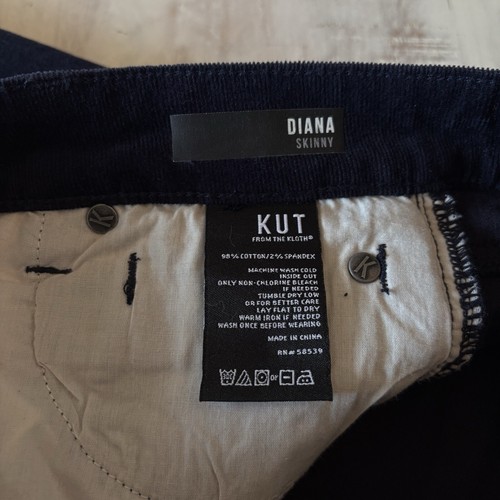 DIANA
SKINNY
KUT
FROM THE KLOTH®
98% COTTON/2% SPANDEX
MACHINE WASH COLD
INSIDE OUT
ONLY NON-CHLORINE BLEACH
IF NEEDED
TUMBLE DRY LOW
OR FOR BETTER CARE
LAY FLAT TO DRY
WARM IRON IF NEEDED
WASH ONCE BEFORE WEARING
MADE IN CHINA
RN# 58539
or
K
K